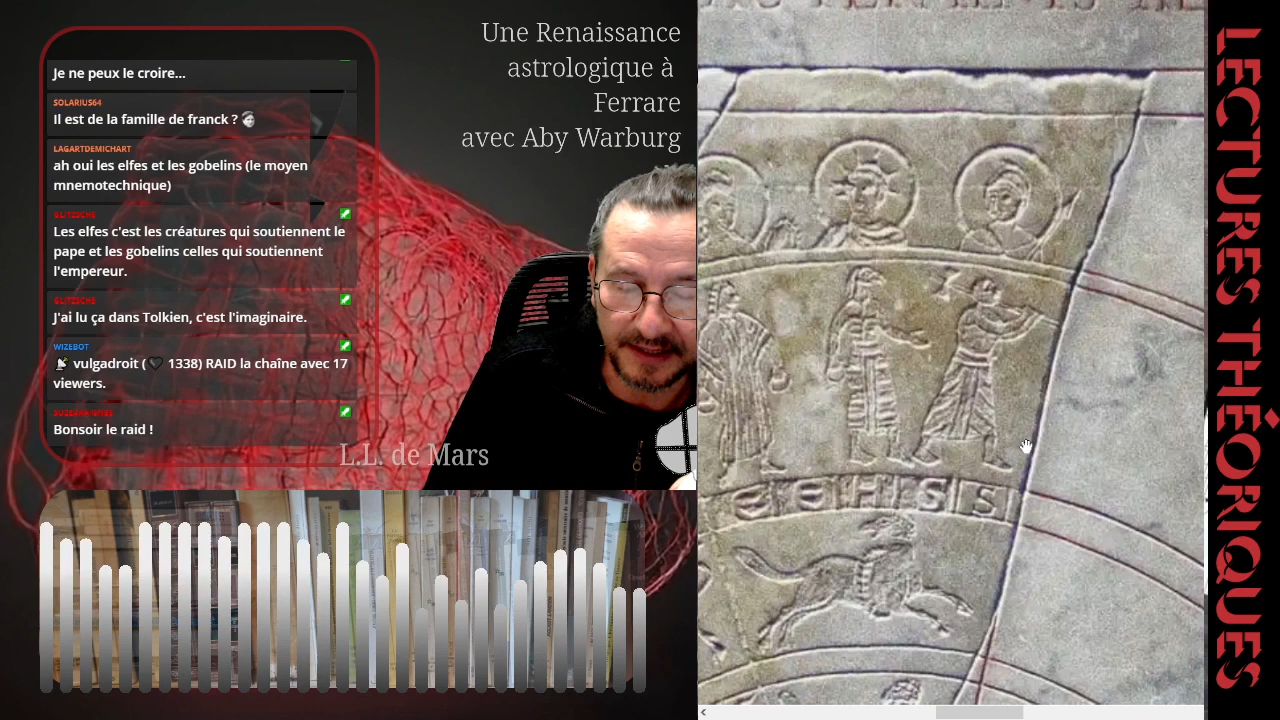 Je ne peux le croire...
SOLARIUS64
Il est de la famille de franck ?
LAGARTDEMICHART
ah oui les elfes et les gobelins (le moyen
mnemotechnique)
GLITZSCHE
Les elfes c'est les créatures qui soutiennent le
pape et les gobelins celles qui soutiennent
l'empereur.
GLITZSCHE
J'ai lu ça dans Tolkien, c'est l'imaginaire.
WIZEBOT
vulgadroit ( 1338) RAID la chaîne avec 17
viewers.
Bonsoir le raid !
Une Renaissance
astrologique à
Ferrare
avec Aby Warburg
L.L. de Mars
LECTURES THÉORIQUES